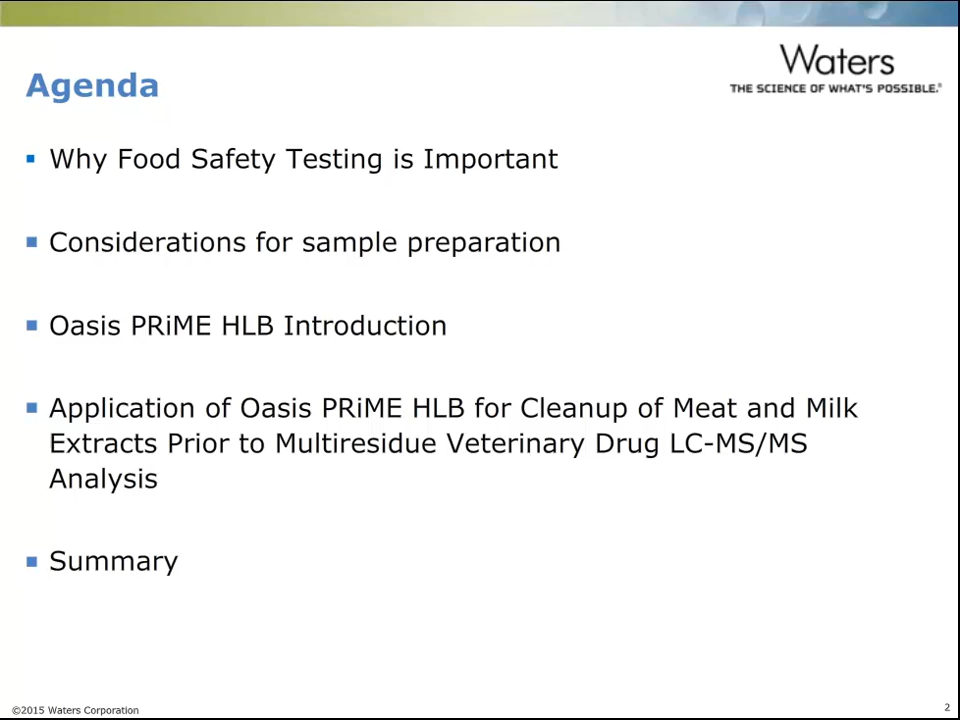 Waters
THE SCIENCE OF WHAT'S POSSIBLE.®
Agenda
Why Food Safety Testing is Important
Considerations for sample preparation
Oasis PRiME HLB Introduction
Application of Oasis PRiME HLB for Cleanup of Meat and Milk
Extracts Prior to Multiresidue Veterinary Drug LC-MS/MS
Analysis
Summary
©2015 Waters Corporation
2